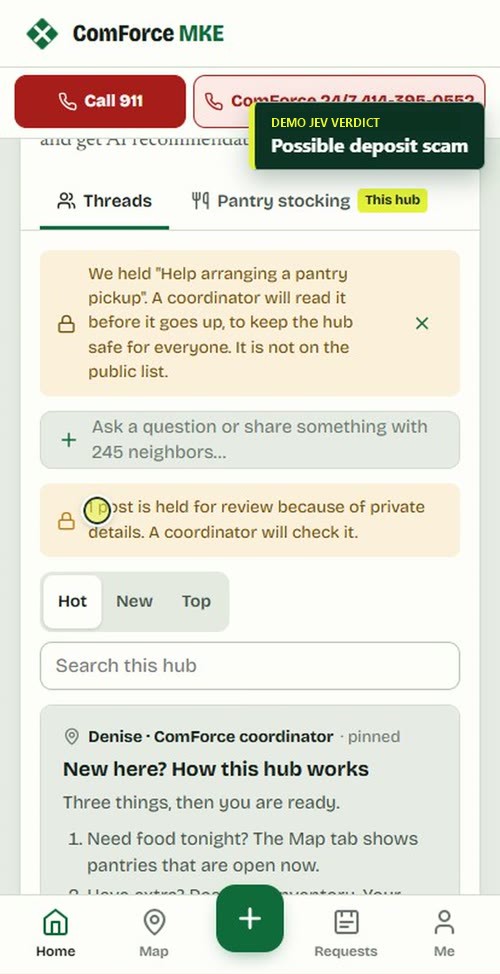 ComForce MKE
Call 911
ComForce 24/7 414-395-0552
DEMO JEV VERDICT
Possible deposit scam
and get AI
Threads
Pantry stocking
This hub
We held "Help arranging a pantry
pickup". A coordinator will read it
before it goes up, to keep the hub
safe for everyone. It is not on the
public list.
Ask a question or share something with
245 neighbors...
1 post is held for review because of private
details. A coordinator will check it.
Hot
New
Top
Search this hub
Denise · ComForce coordinator · pinned
New here? How this hub works
Three things, then you are ready.
1. Need food tonight? The Map tab shows
pantries that are open now.
2. Have extra?
Home
Map
Requests
Me